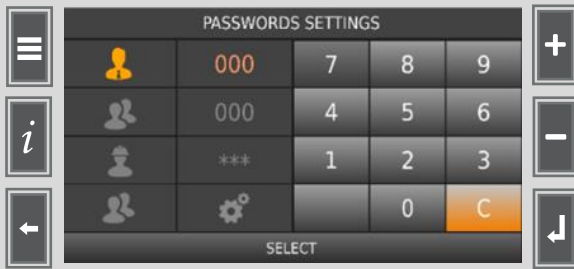 PASSWORDS SETTINGS
000 7 8 9 +
000 4 5 6
i *** 1 2 3 -
0 C
SELECT